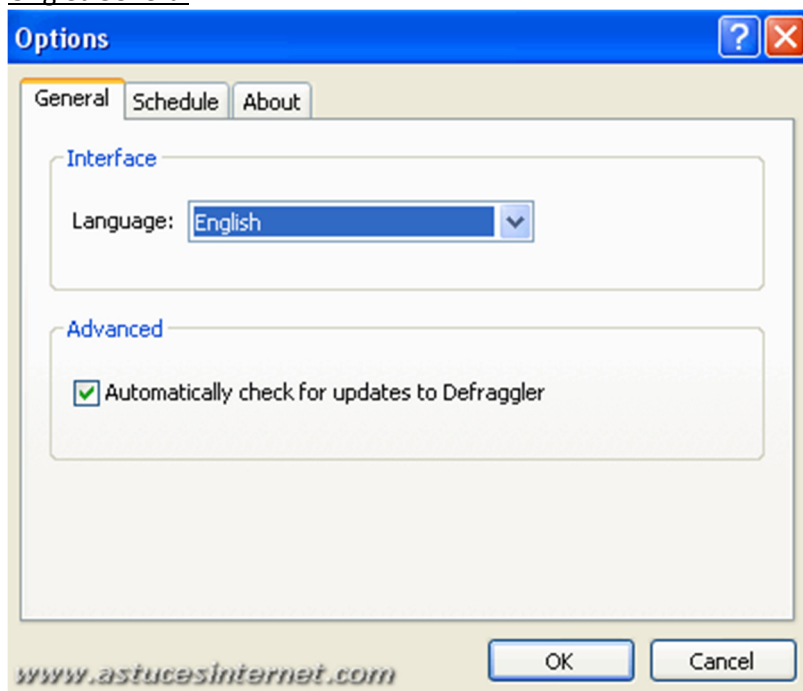 Options
General Schedule About
Interface
Language: English
Advanced
Automatically check for updates to Defraggler
OK Cancel
www.astucesinternet.com